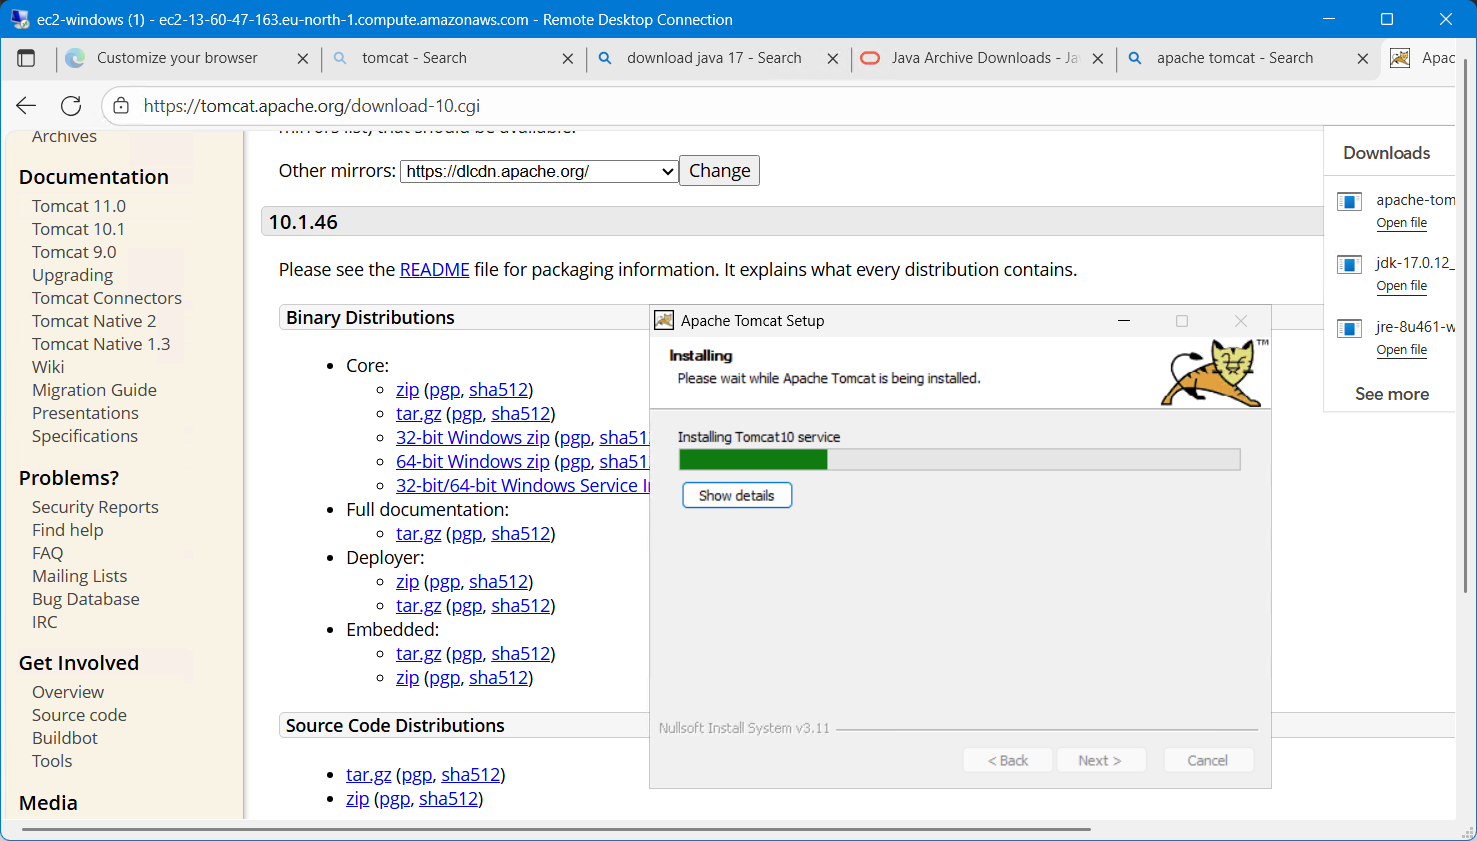 ec2-windows (1) - ec2-13-60-47-163.eu-north-1.compute.amazonaws.com - Remote Desktop Connection
Customize your browser
tomcat - Search
download java 17 - Search
Java Archive Downloads - Ja
apache tomcat - Search
Apac
https://tomcat.apache.org/download-10.cgi
Archives
Documentation
Tomcat 11.0
Tomcat 10.1
Tomcat 9.0
Upgrading
Tomcat Connectors
Tomcat Native 2
Tomcat Native 1.3
Wiki
Migration Guide
Presentations
Specifications
Problems?
Security Reports
Find help
FAQ
Mailing Lists
Bug Database
IRC
Get Involved
Overview
Source code
Buildbot
Tools
Media
mirrors list) that should be available.
Other mirrors: https://dlcdn.apache.org/ Change
10.1.46
Please see the README file for packaging information. It explains what every distribution contains.
Binary Distributions
Core:
zip (pgp, sha512)
tar.gz (pgp, sha512)
32-bit Windows zip (pgp, sha51
64-bit Windows zip (pgp, sha51
32-bit/64-bit Windows Service I
Full documentation:
tar.gz (pgp, sha512)
Deployer:
zip (pgp, sha512)
tar.gz (pgp, sha512)
Embedded:
tar.gz (pgp, sha512)
zip (pgp, sha512)
Source Code Distributions
tar.gz (pgp, sha512)
zip (pgp, sha512)
Apache Tomcat Setup
Installing
Please wait while Apache Tomcat is being installed.
TM
Installing Tomcat10 service
Show details
Nullsoft Install System v3.11
< Back
Next >
Cancel
Downloads
apache-tom
Open file
jdk-17.0.12_
Open file
jre-8u461-w
Open file
See more